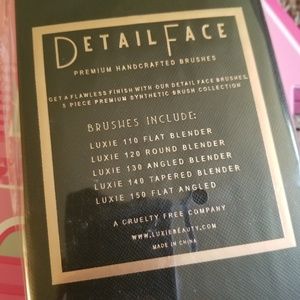 DETAIL FACE
PREMIUM HANDCRAFTED BRUSHES
GET A FLAWLESS FINISH WITH OUR DETAIL FACE BRUSHES,
5 PIECE PREMIUM SYNTHETIC BRUSH COLLECTION
BRUSHES INCLUDE:
LUXIE 110 FLAT BLENDER
LUXIE 120 ROUND BLENDER
LUXIE 130 ANGLED BLENDER
LUXIE 140 TAPERED BLENDER
LUXIE 150 FLAT ANGLED
A CRUELTY FREE COMPANY
WWW.LUXIEBEAUTY.COM
MADE IN CHINA